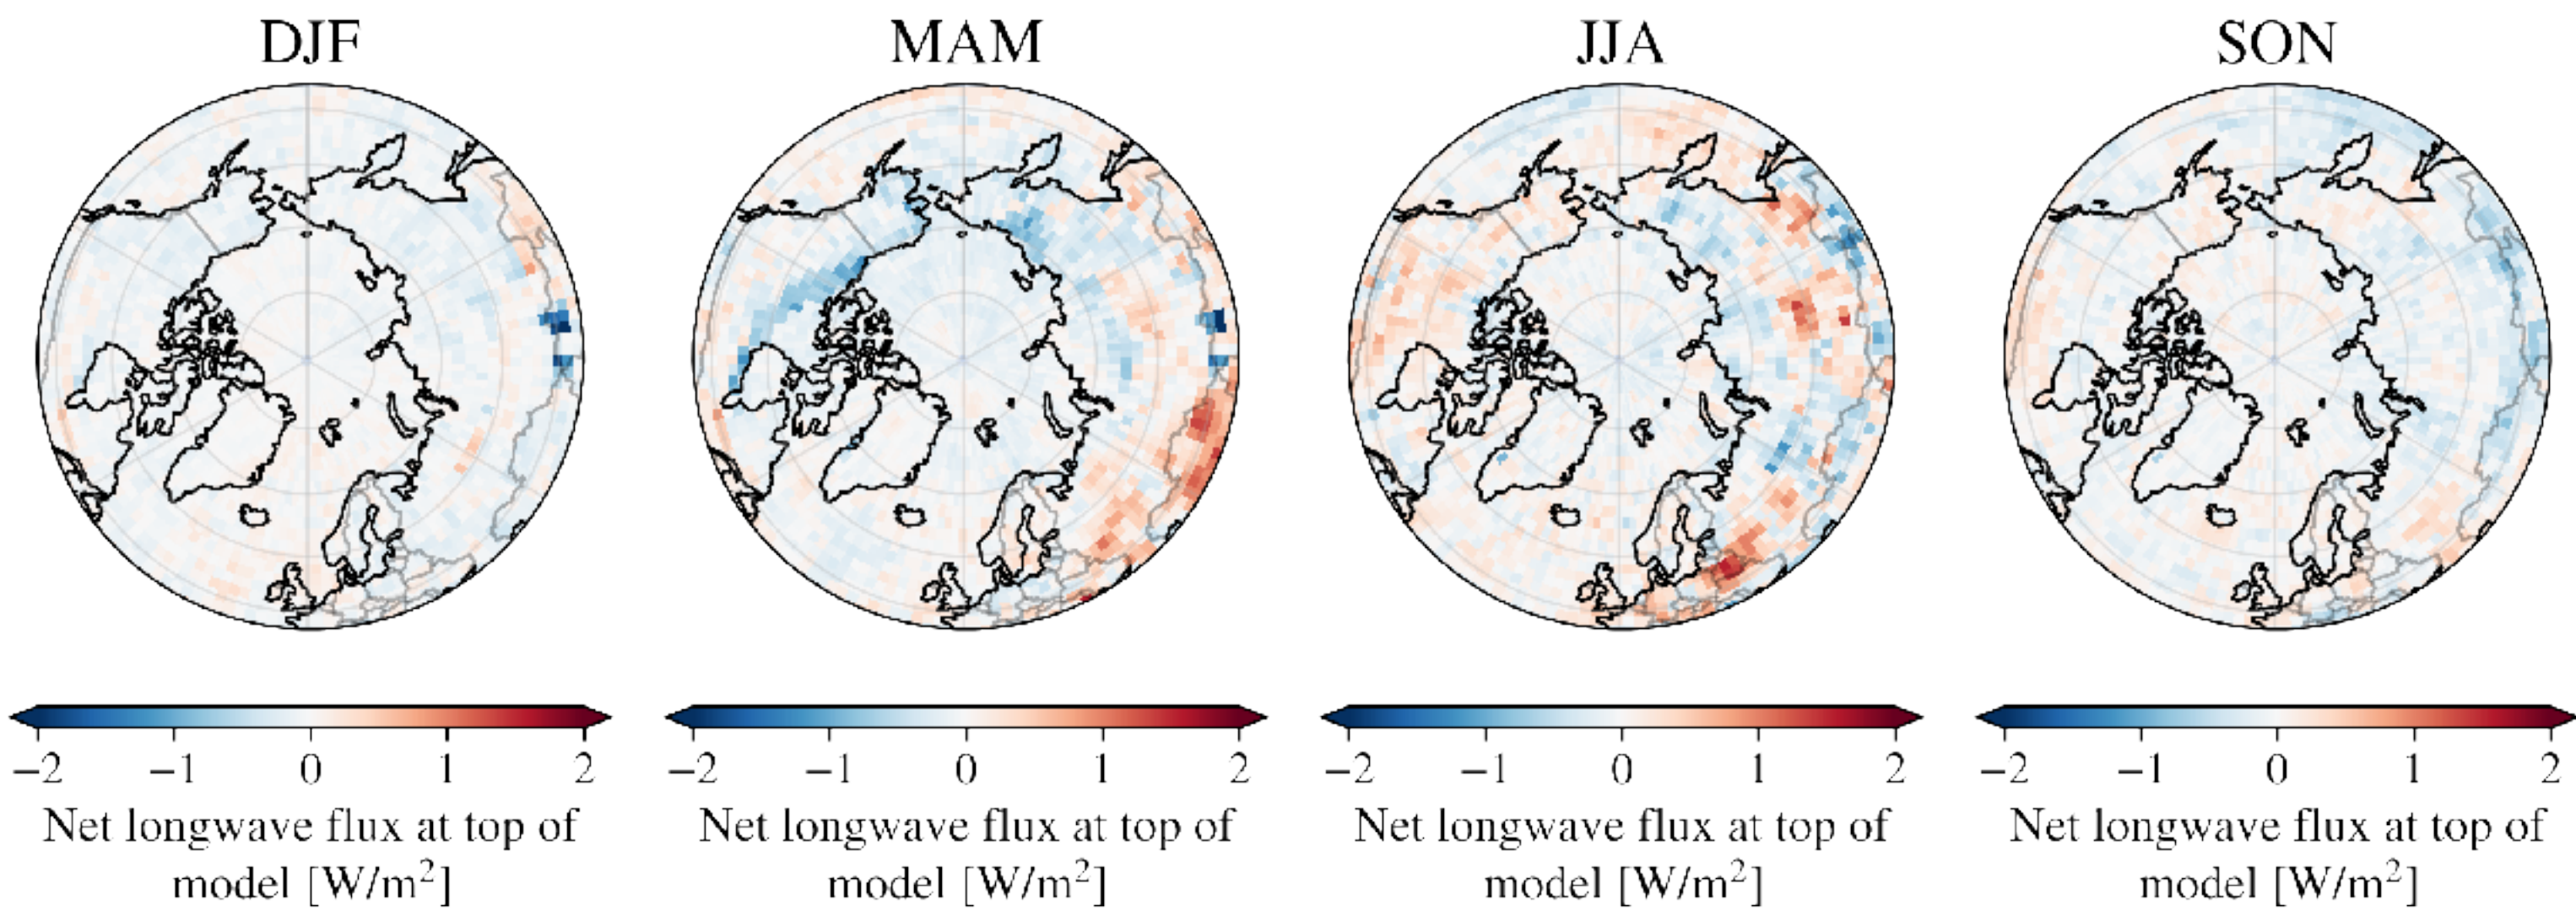 DJF MAM JJA SON
−2 −1 0 1 2 −2 −1 0 1 2 −2 −1 0 1 2 −2 −1 0 1 2
Net longwave flux at top of Net longwave flux at top of Net longwave flux at top of Net longwave flux at top of
model [W/m²] model [W/m²] model [W/m²] model [W/m²]